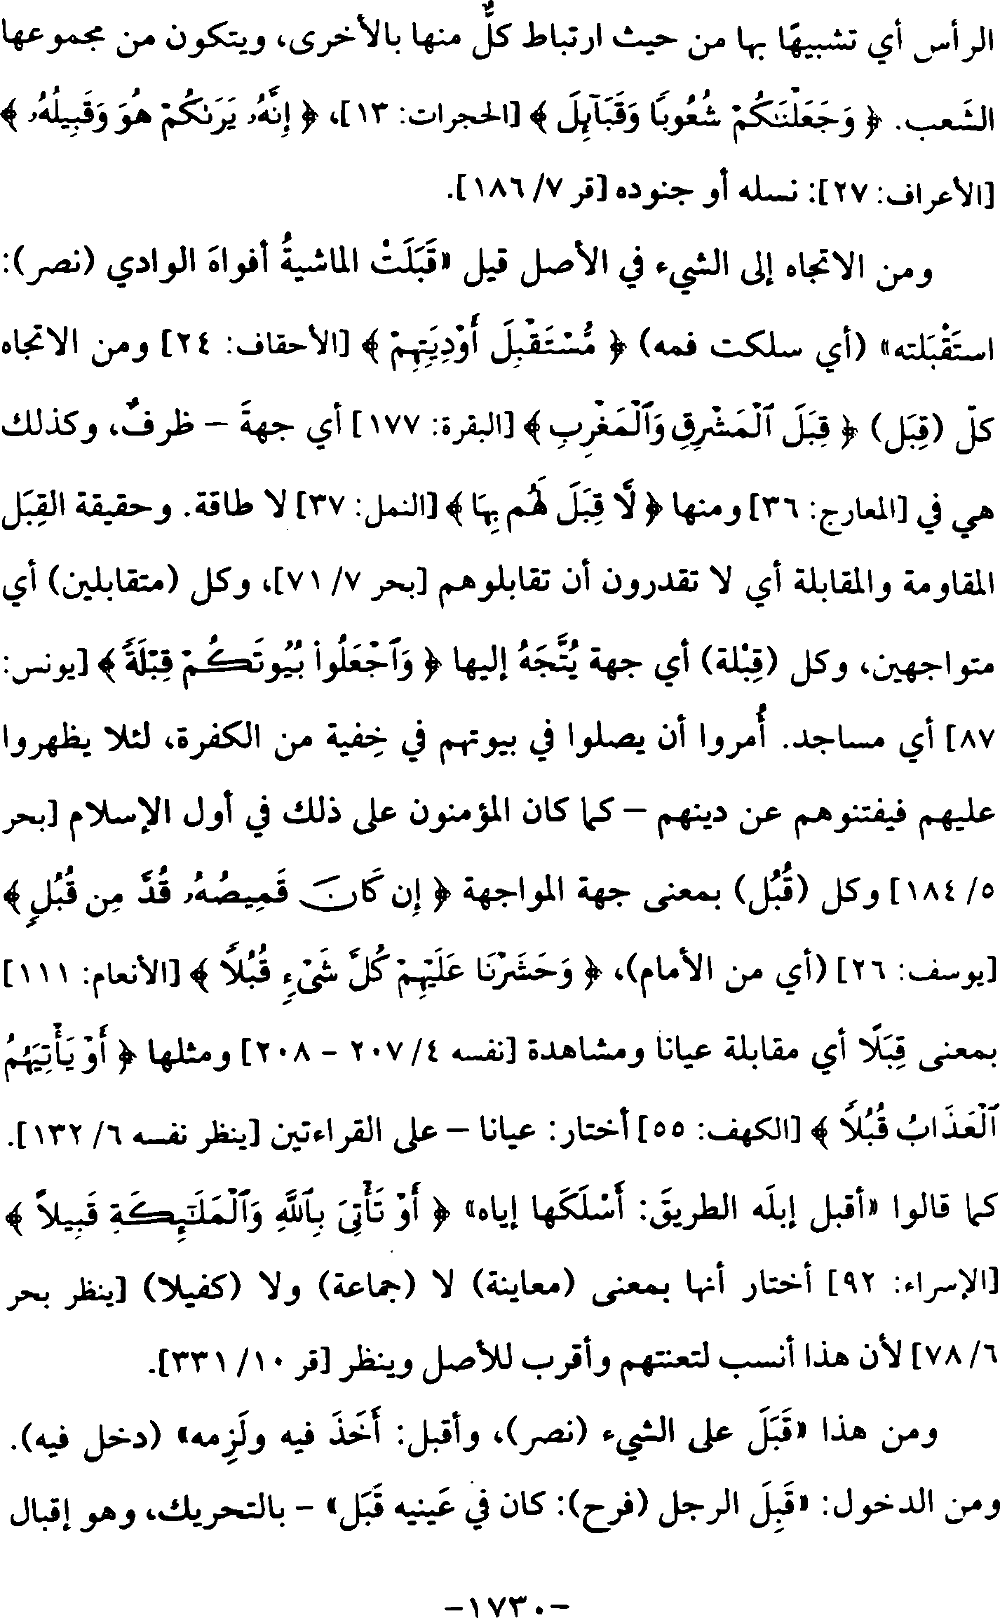 الرأس أي تشبيهًا بها من حيث ارتباط كلٌّ منها بالأخرى، ويتكون من مجموعها
الشَعب. ﴿ وَجَعَلْنَٰكُمْ شُعُوبًا وَقَبَآئِلَ ﴾ [الحجرات: ١٣]، ﴿ إِنَّهُۥ يَرَىٰكُمْ هُوَ وَقَبِيلُهُۥ ﴾
[الأعراف: ٢٧]: نسله أو جنوده [قر ٧/ ١٨٦].
ومن الاتجاه إلى الشيء في الأصل قيل «قَبَلَتْ الماشيةُ أفواهَ الوادي (نصر):
استَقْبَلته» (أي سلكت فمه) ﴿ مُّسْتَقْبِلَ أَوْدِيَتِهِمْ ﴾ [الأحقاف: ٢٤] ومن الاتجاه
كلّ (قِبَل) ﴿ قِبَلَ ٱلْمَشْرِقِ وَٱلْمَغْرِبِ ﴾ [البقرة: ١٧٧] أي جهةَ – ظرفٌ، وكذلك
هي في [المعارج: ٣٦] ومنها ﴿ لَّا قِبَلَ لَهُم بِهَا ﴾ [النمل: ٣٧] لا طاقة. وحقيقة القِبَل
المقاومة والمقابلة أي لا تقدرون أن تقابلوهم [بحر ٧/ ٧١]، وكل (متقابلين) أي
متواجهين، وكل (قِبْلة) أي جهة يُتَّجَهُ إليها ﴿ وَٱجْعَلُوا۟ بُيُوتَكُمْ قِبْلَةً ﴾ [يونس:
٨٧] أي مساجد. أُمروا أن يصلوا في بيوتهم في خِفية من الكفرة، لئلا يظهروا
عليهم فيفتنوهم عن دينهم – كما كان المؤمنون على ذلك في أول الإسلام [بحر
٥/ ١٨٤] وكل (قُبُل) بمعنى جهة المواجهة ﴿ إِن كَانَ قَمِيصُهُۥ قُدَّ مِن قُبُلٍ ﴾
[يوسف: ٢٦] (أي من الأمام)، ﴿ وَحَشَرْنَا عَلَيْهِمْ كُلَّ شَىْءٍ قُبُلًا ﴾ [الأنعام: ١١١]
بمعنى قِبَلًا أي مقابلة عيانا ومشاهدة [نفسه ٤/ ٢٠٧ – ٢٠٨] ومثلها ﴿ أَوْ يَأْتِيَهُمُ
ٱلْعَذَابُ قُبُلًا ﴾ [الكهف: ٥٥] أختار: عيانا – على القراءتين [ينظر نفسه ٦/ ١٣٢].
كما قالوا «أقبل إبلَه الطريقَ: أَسْلَكَها إياه» ﴿ أَوْ تَأْتِىَ بِٱللَّهِ وَٱلْمَلَٰٓئِكَةِ قَبِيلاً ﴾
[الإسراء: ٩٢] أختار أنها بمعنى (معاينة) لا (جماعة) ولا (كفيلا) [ينظر بحر
٦/ ٧٨] لأن هذا أنسب لتعنتهم وأقرب للأصل وينظر [قر ١٠/ ٣٣١].
ومن هذا «قَبَلَ على الشيء (نصر)، وأقبل: أَخَذَ فيه ولَزِمه» (دخل فيه).
ومن الدخول: «قَبِلَ الرجل (فرح): كان في عَينيه قَبَل» – بالتحريك، وهو إقبال
-١٧٣٠-